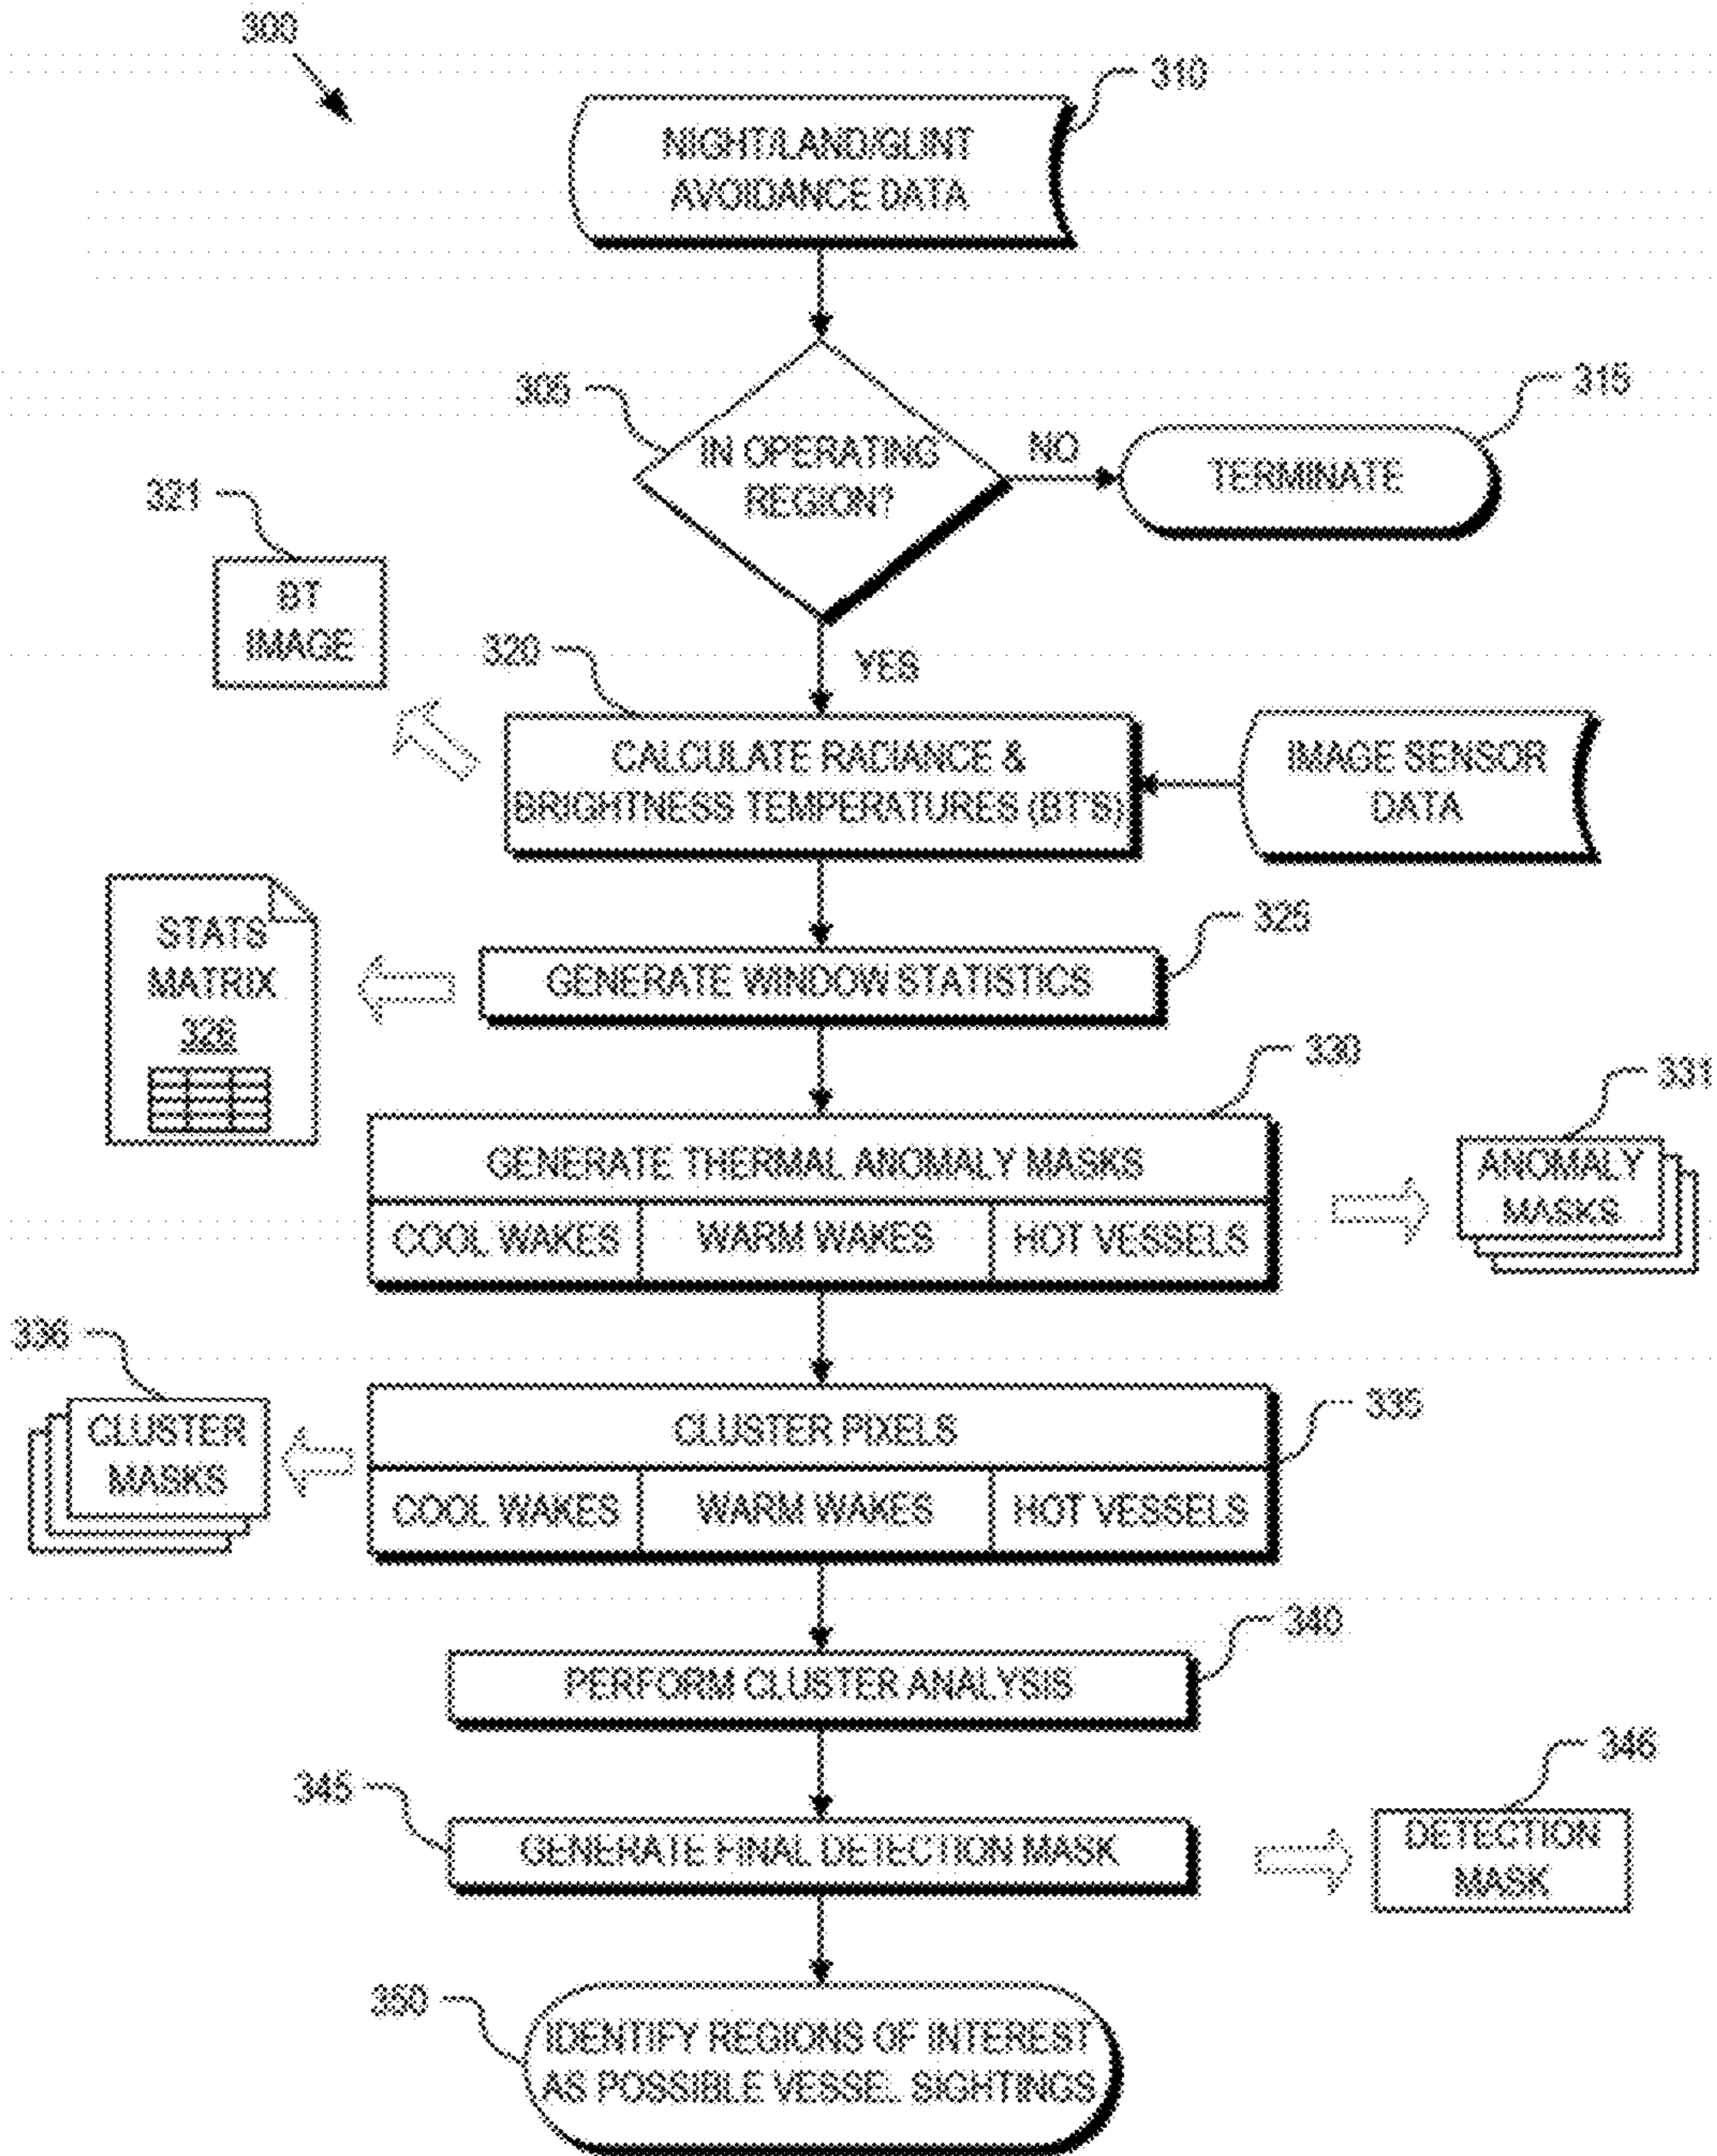 300
310
NIGHT/LAND/GLINT
AVOIDANCE DATA
305
315
IN OPERATING
REGION?
NO
TERMINATE
321
BT
IMAGE
320
YES
CALCULATE RADIANCE &
BRIGHTNESS TEMPERATURES (BT'S)
IMAGE SENSOR
DATA
STATS
MATRIX
326
325
GENERATE WINDOW STATISTICS
330
331
GENERATE THERMAL ANOMALY MASKS
COOL WAKES
WARM WAKES
HOT VESSELS
ANOMALY
MASKS
336
CLUSTER
MASKS
335
CLUSTER PIXELS
COOL WAKES
WARM WAKES
HOT VESSELS
340
PERFORM CLUSTER ANALYSIS
345
346
GENERATE FINAL DETECTION MASK
DETECTION
MASK
350
IDENTIFY REGIONS OF INTEREST
AS POSSIBLE VESSEL SIGHTINGS